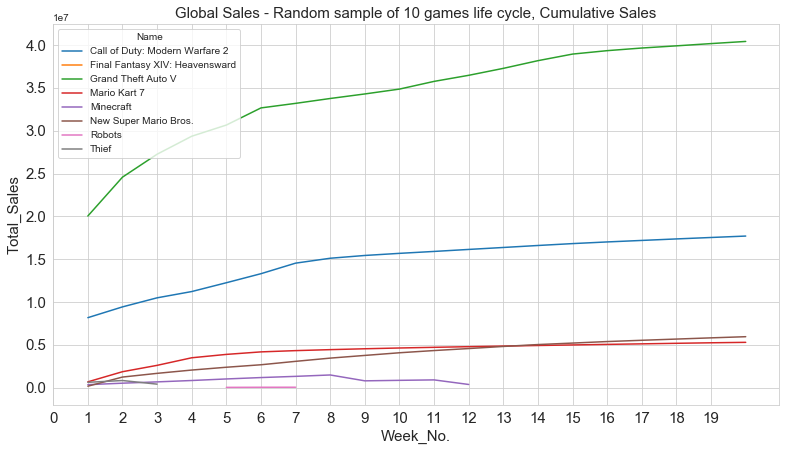 Global Sales - Random sample of 10 games life cycle, Cumulative Sales
1e7
Name
Call of Duty: Modern Warfare 2
Final Fantasy XIV: Heavensward
Grand Theft Auto V
Mario Kart 7
Minecraft
New Super Mario Bros.
Robots
Thief
4.0
3.5
3.0
2.5
2.0
1.5
1.0
0.5
0.0
Total_Sales
0 1 2 3 4 5 6 7 8 9 10 11 12 13 14 15 16 17 18 19
Week_No.